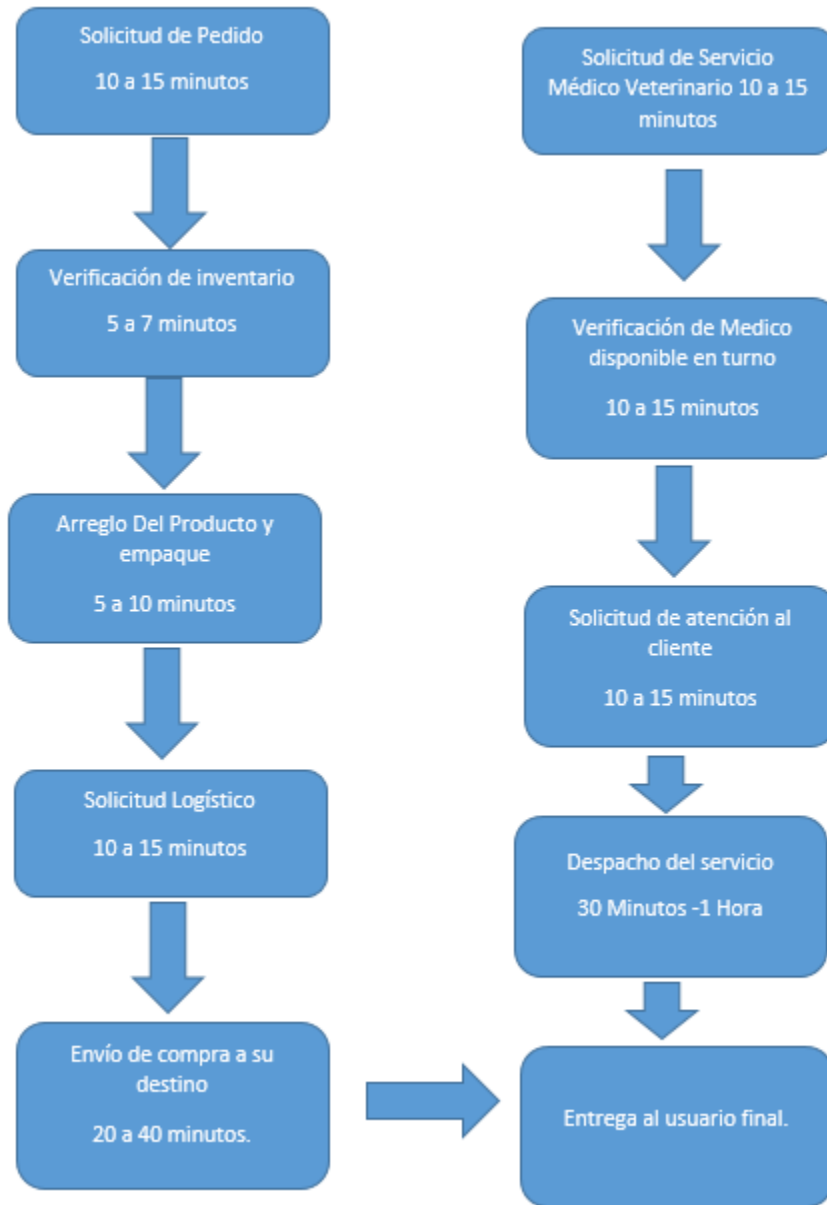 Solicitud de Pedido
10 a 15 minutos
Verificación de inventario
5 a 7 minutos
Arreglo Del Producto y
empaque
5 a 10 minutos
Solicitud Logístico
10 a 15 minutos
Envío de compra a su
destino
20 a 40 minutos.
Solicitud de Servicio
Médico Veterinario 10 a 15
minutos
Verificación de Medico
disponible en turno
10 a 15 minutos
Solicitud de atención al
cliente
10 a 15 minutos
Despacho del servicio
30 Minutos -1 Hora
Entrega al usuario final.